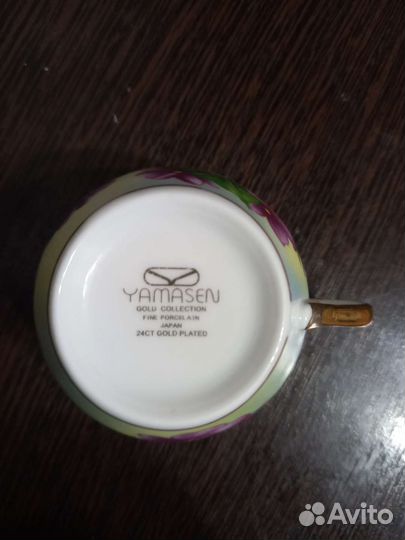 YAMASEN
GOLD COLLECTION
FINE PORCELAIN
JAPAN
24CT GOLD PLATED
Avito